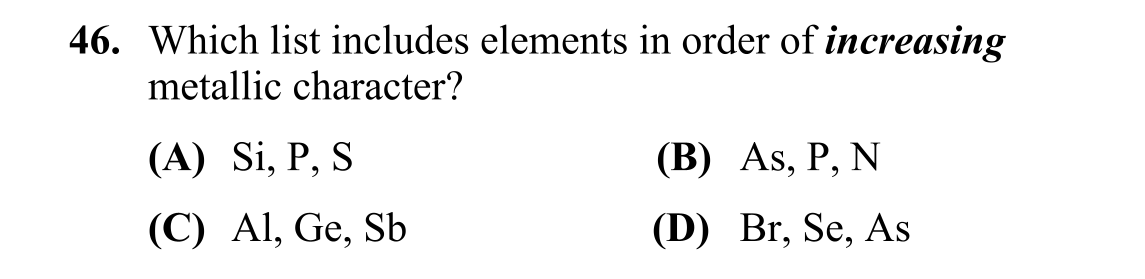 46. Which list includes elements in order of increasing
metallic character?
(A) Si, P, S
(B) As, P, N
(C) Al, Ge, Sb
(D) Br, Se, As